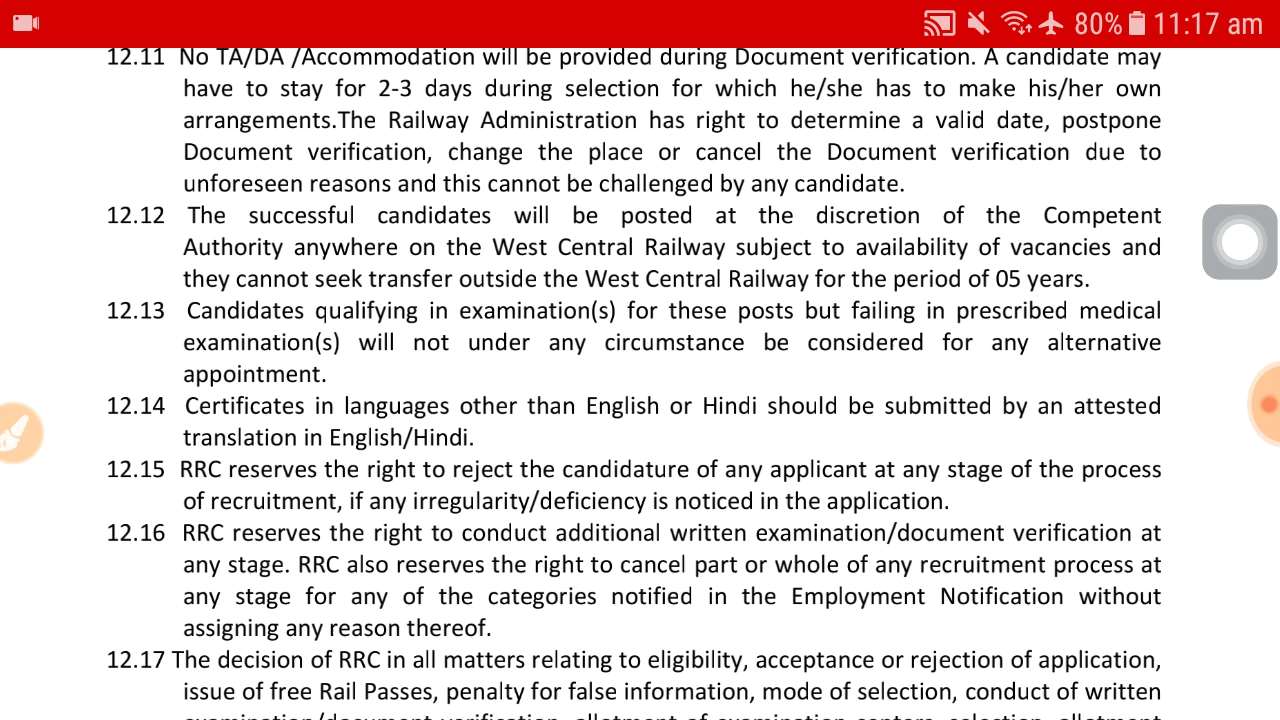 80% 11:17 am
12.11 No TA/DA /Accommodation will be provided during Document verification. A candidate may
have to stay for 2-3 days during selection for which he/she has to make his/her own
arrangements.The Railway Administration has right to determine a valid date, postpone
Document verification, change the place or cancel the Document verification due to
unforeseen reasons and this cannot be challenged by any candidate.
12.12 The successful candidates will be posted at the discretion of the Competent
Authority anywhere on the West Central Railway subject to availability of vacancies and
they cannot seek transfer outside the West Central Railway for the period of 05 years.
12.13 Candidates qualifying in examination(s) for these posts but failing in prescribed medical
examination(s) will not under any circumstance be considered for any alternative
appointment.
12.14 Certificates in languages other than English or Hindi should be submitted by an attested
translation in English/Hindi.
12.15 RRC reserves the right to reject the candidature of any applicant at any stage of the process
of recruitment, if any irregularity/deficiency is noticed in the application.
12.16 RRC reserves the right to conduct additional written examination/document verification at
any stage. RRC also reserves the right to cancel part or whole of any recruitment process at
any stage for any of the categories notified in the Employment Notification without
assigning any reason thereof.
12.17 The decision of RRC in all matters relating to eligibility, acceptance or rejection of application,
issue of free Rail Passes, penalty for false information, mode of selection, conduct of written